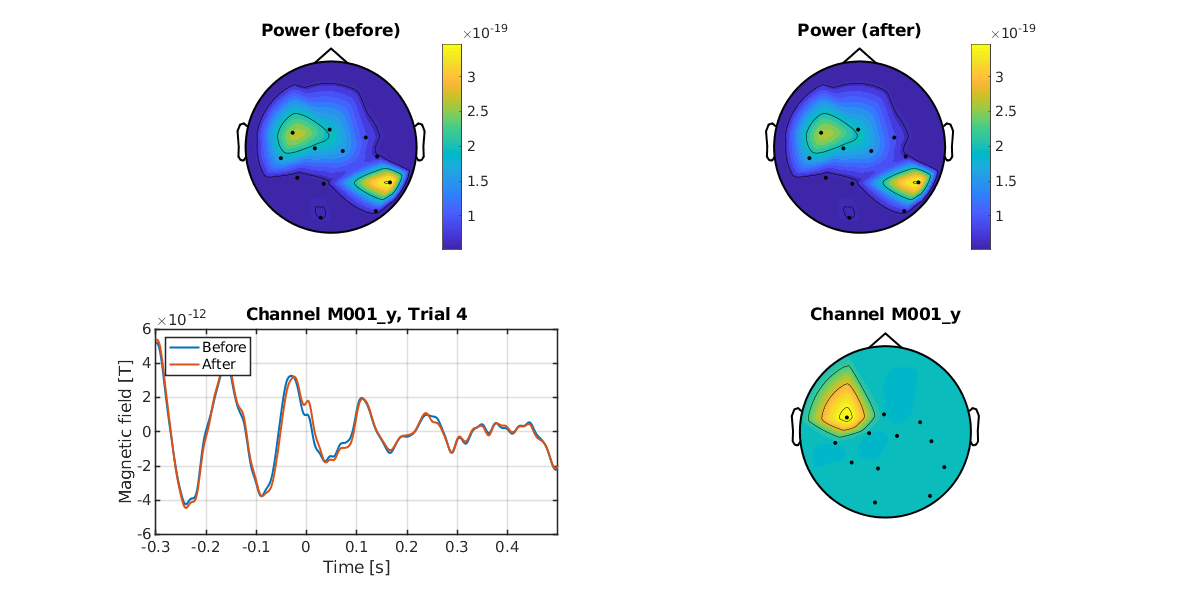 Power (before)
×10-19
3
2.5
2
1.5
1
Power (after)
×10-19
3
2.5
2
1.5
1
Channel M001_y, Trial 4
×10-12
Before
After
6
4
2
0
-2
-4
-6
-0.3 -0.2 -0.1 0 0.1 0.2 0.3 0.4
Time [s]
Magnetic field [T]
Channel M001_y